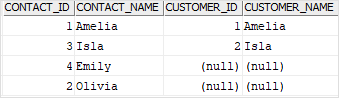 CONTACT_ID CONTACT_NAME CUSTOMER_ID CUSTOMER_NAME
1 Amelia 1 Amelia
3 Isla 2 Isla
4 Emily (null) (null)
2 Olivia (null) (null)